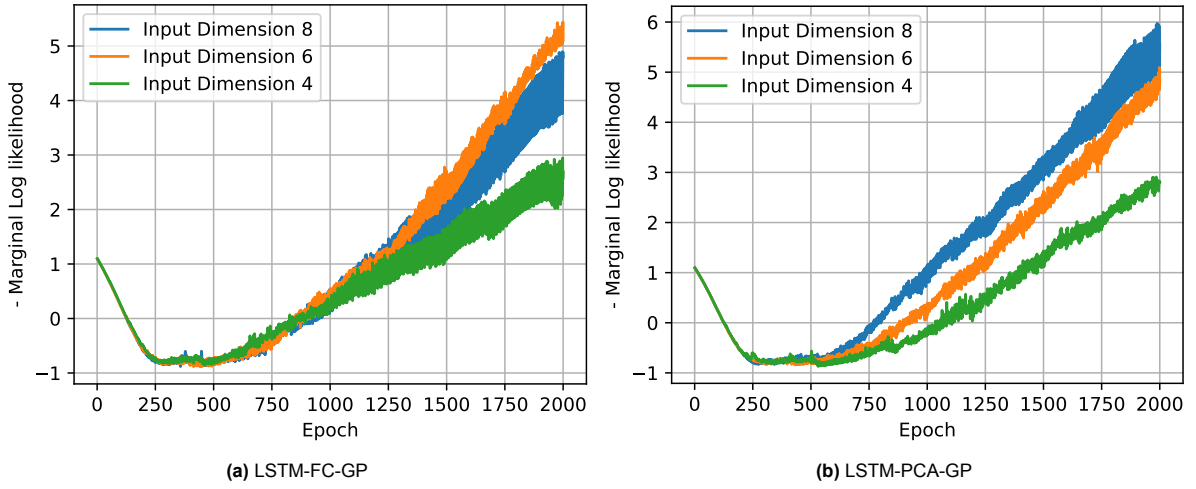 Input Dimension 8
Input Dimension 6
Input Dimension 4
- Marginal Log likelihood
5
4
3
2
1
0
−1
0 250 500 750 1000 1250 1500 1750 2000
Epoch
(a) LSTM-FC-GP
Input Dimension 8
Input Dimension 6
Input Dimension 4
- Marginal Log likelihood
6
5
4
3
2
1
0
−1
0 250 500 750 1000 1250 1500 1750 2000
Epoch
(b) LSTM-PCA-GP